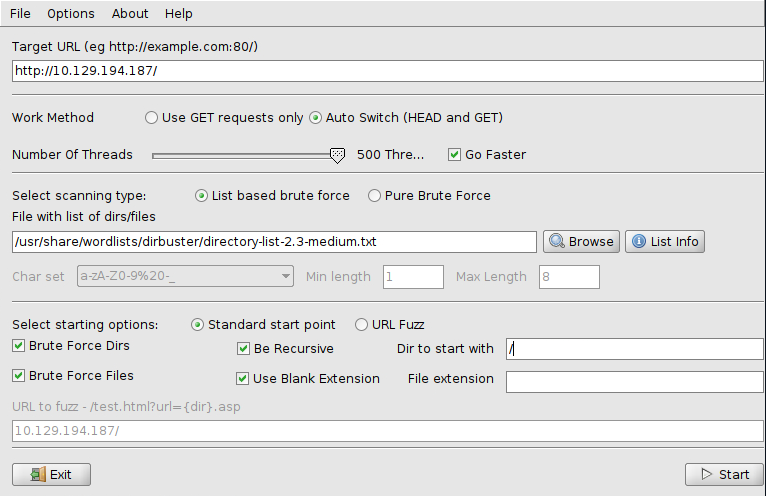 File Options About Help
Target URL (eg http://example.com:80/)
http://10.129.194.187/
Work Method Use GET requests only Auto Switch (HEAD and GET)
Number Of Threads 500 Thre... Go Faster
Select scanning type: List based brute force Pure Brute Force
File with list of dirs/files
/usr/share/wordlists/dirbuster/directory-list-2.3-medium.txt Browse List Info
Char set a-zA-Z0-9%20-_ Min length 1 Max Length 8
Select starting options: Standard start point URL Fuzz
Brute Force Dirs Be Recursive Dir to start with /
Brute Force Files Use Blank Extension File extension
URL to fuzz - /test.html?url={dir}.asp
10.129.194.187/
Exit Start